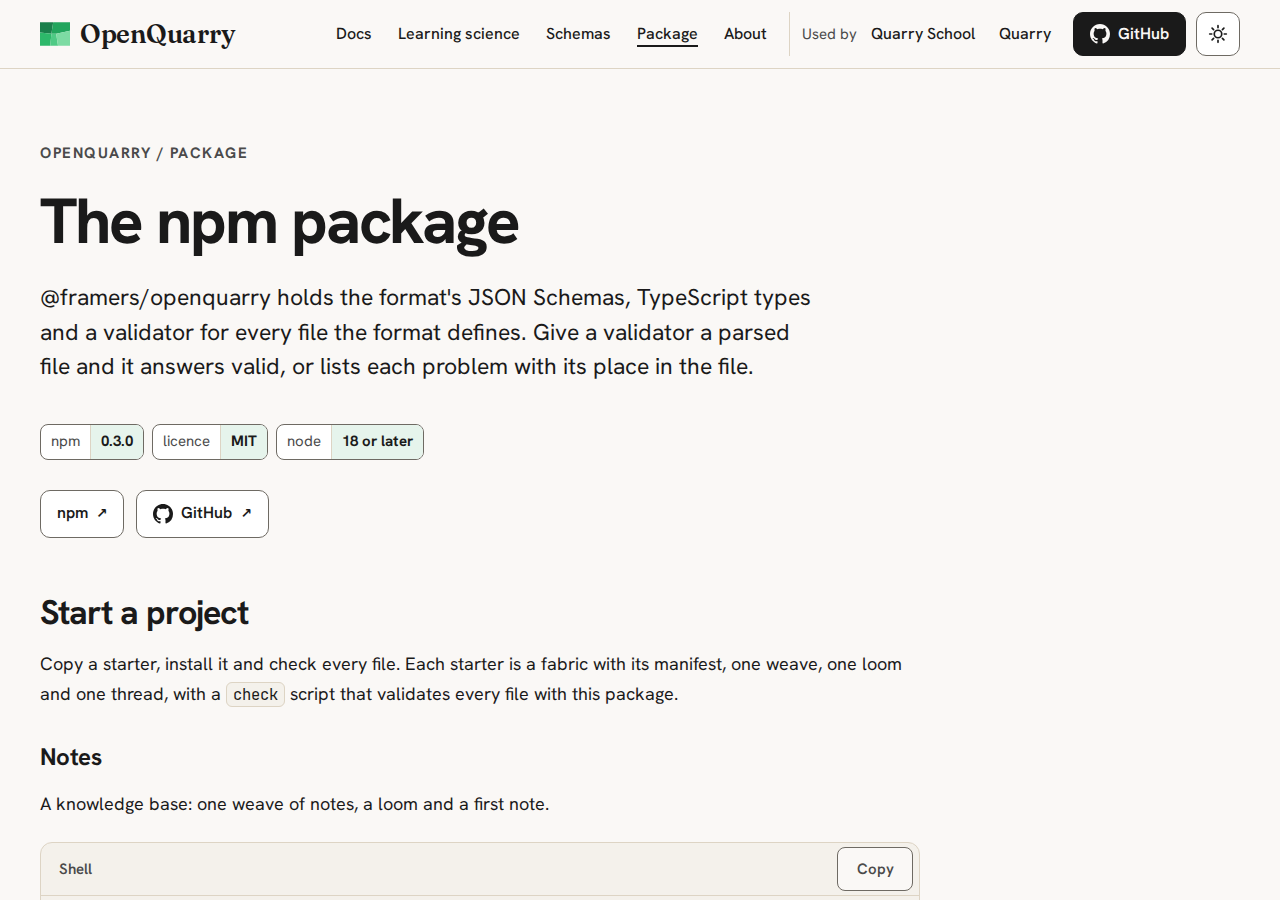 OpenQuarry
Docs
Learning science
Schemas
Package
About
Used by
Quarry School
Quarry
GitHub
OPENQUARRY / PACKAGE
The npm package
@framers/openquarry holds the format's JSON Schemas, TypeScript types
and a validator for every file the format defines. Give a validator a parsed
file and it answers valid, or lists each problem with its place in the file.
npm 0.3.0
licence MIT
node 18 or later
npm ↗
GitHub ↗
Start a project
Copy a starter, install it and check every file. Each starter is a fabric with its manifest, one weave, one loom
and one thread, with a check script that validates every file with this package.
Notes
A knowledge base: one weave of notes, a loom and a first note.
Shell
Copy